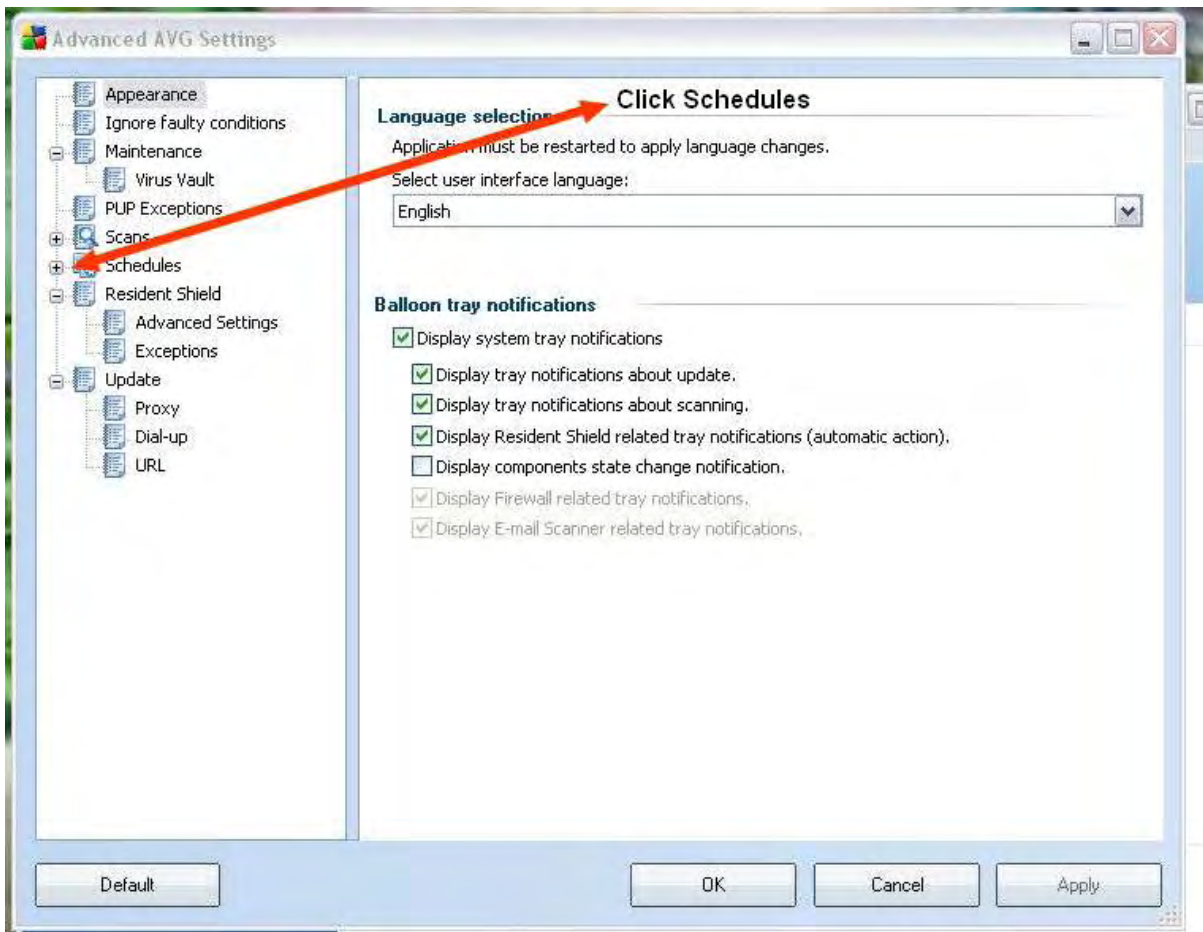 Advanced AVG Settings
Appearance
Ignore faulty conditions
Maintenance
Virus Vault
PUP Exceptions
Scans
Schedules
Resident Shield
Advanced Settings
Exceptions
Update
Proxy
Dial-up
URL
Click Schedules
Language selection
Application must be restarted to apply language changes.
Select user interface language:
English
Balloon tray notifications
Display system tray notifications
Display tray notifications about update.
Display tray notifications about scanning.
Display Resident Shield related tray notifications (automatic action).
Display components state change notification.
Display Firewall related tray notifications.
Display E-mail Scanner related tray notifications.
Default
OK
Cancel
Apply